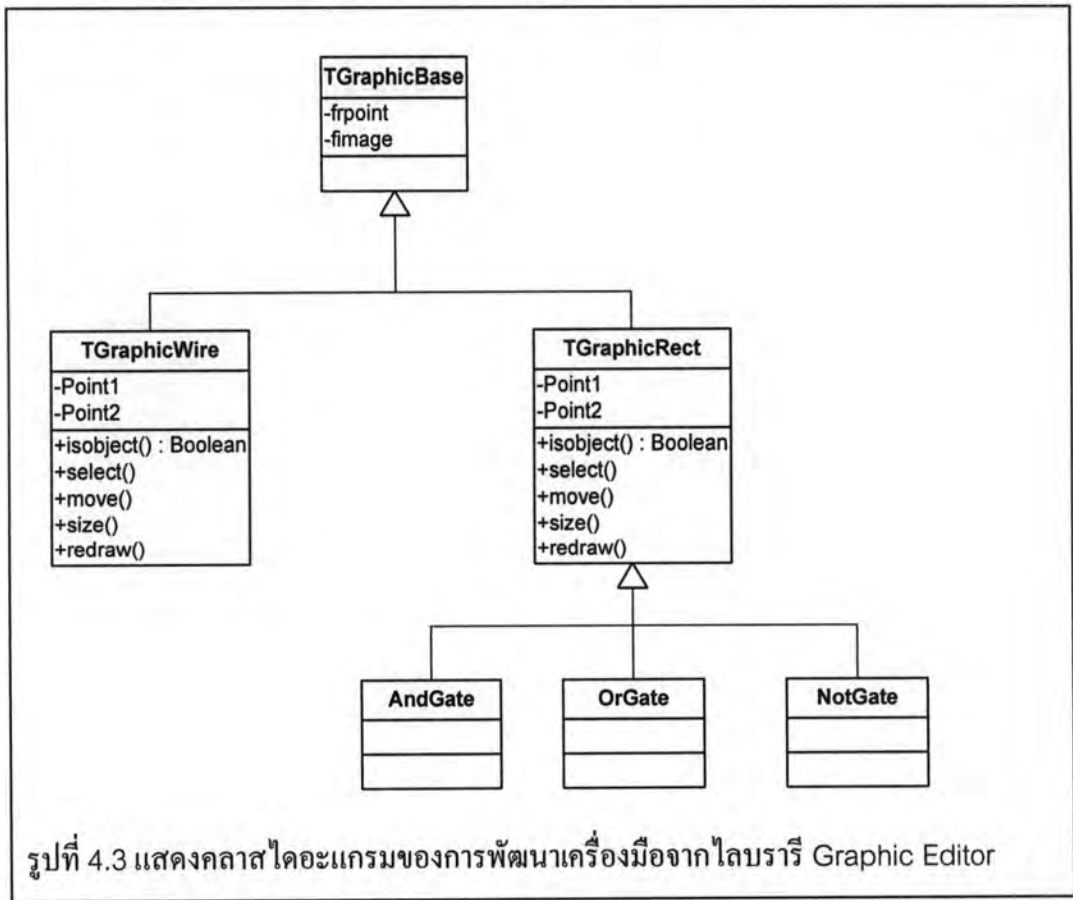 TGraphicBase
-frpoint
-fimage
TGraphicWire
-Point1
-Point2
+isobject() : Boolean
+select()
+move()
+size()
+redraw()
TGraphicRect
-Point1
-Point2
+isobject() : Boolean
+select()
+move()
+size()
+redraw()
AndGate
OrGate
NotGate
รูปที่ 4.3 แสดงคลาสไดอะแกรมของการพัฒนาเครื่องมือจากไลบรารี Graphic Editor